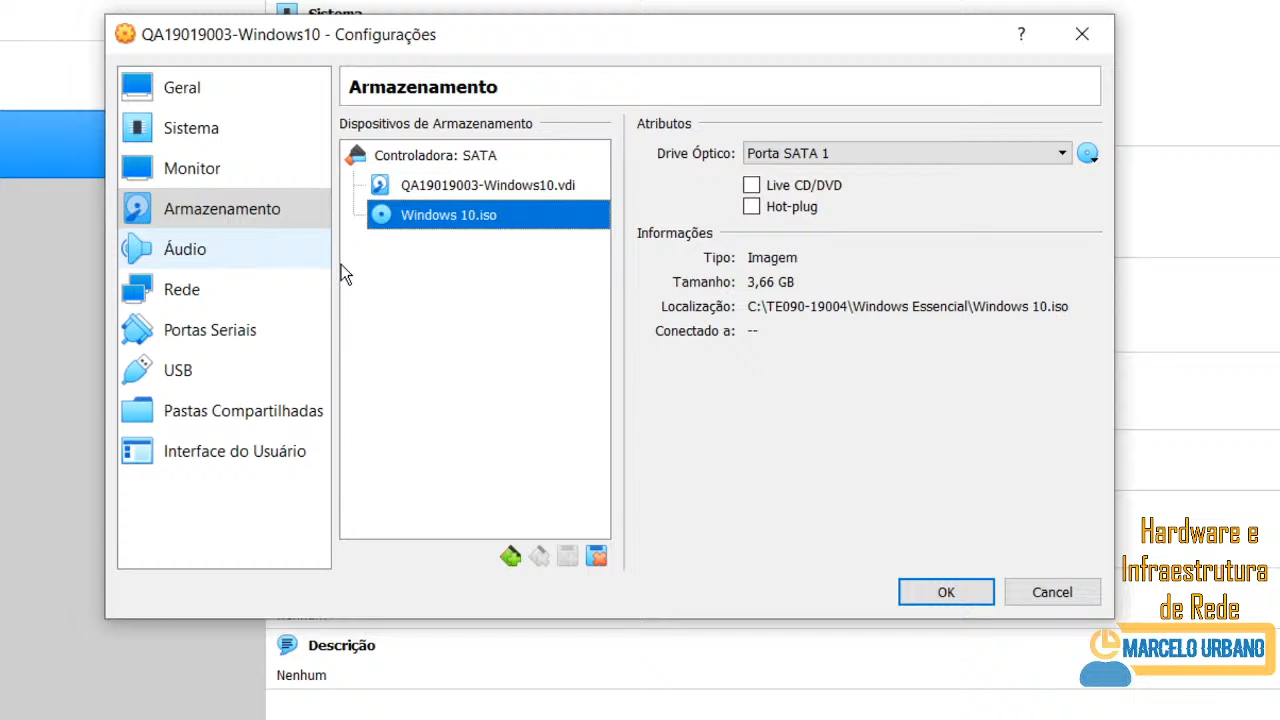 Sistema
QA19019003-Windows10 - Configurações
?
Geral
Sistema
Monitor
Armazenamento
Áudio
Rede
Portas Seriais
USB
Pastas Compartilhadas
Interface do Usuário
Armazenamento
Dispositivos de Armazenamento
Controladora: SATA
QA19019003-Windows10.vdi
Windows 10.iso
Atributos
Drive Óptico: Porta SATA 1
Live CD/DVD
Hot-plug
Informações
Tipo: Imagem
Tamanho: 3,66 GB
Localização: C:\TE090-19004\Windows Essencial\Windows 10.iso
Conectado a: --
OK Cancel
Descrição
Nenhum
Hardware e
Infraestrutura
de Rede
MARCELO URBANO